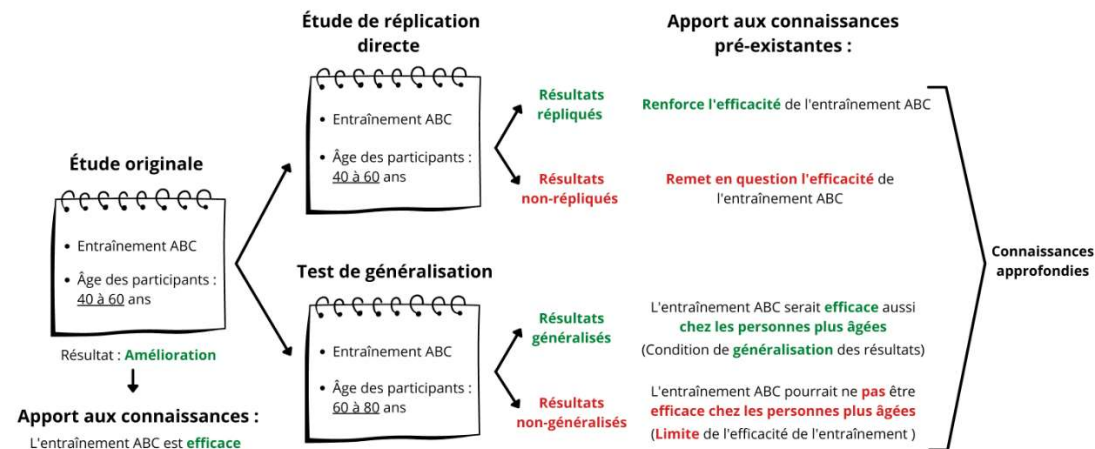 Étude originale
• Entraînement ABC
• Âge des participants :
40 à 60 ans
Résultat : Amélioration
Apport aux connaissances :
L'entraînement ABC est efficace
Étude de réplication
directe
• Entraînement ABC
• Âge des participants :
40 à 60 ans
Test de généralisation
• Entraînement ABC
• Âge des participants :
60 à 80 ans
Résultats
répliqués
Résultats
non-répliqués
Résultats
généralisés
Résultats
non-généralisés
Apport aux connaissances
pré-existantes :
Renforce l'efficacité de l'entraînement ABC
Remet en question l'efficacité de
l'entraînement ABC
L'entraînement ABC serait efficace aussi
chez les personnes plus âgées
(Condition de généralisation des résultats)
L'entraînement ABC pourrait ne pas être
efficace chez les personnes plus âgées
(Limite de l'efficacité de l'entraînement )
Connaissances
approfondies